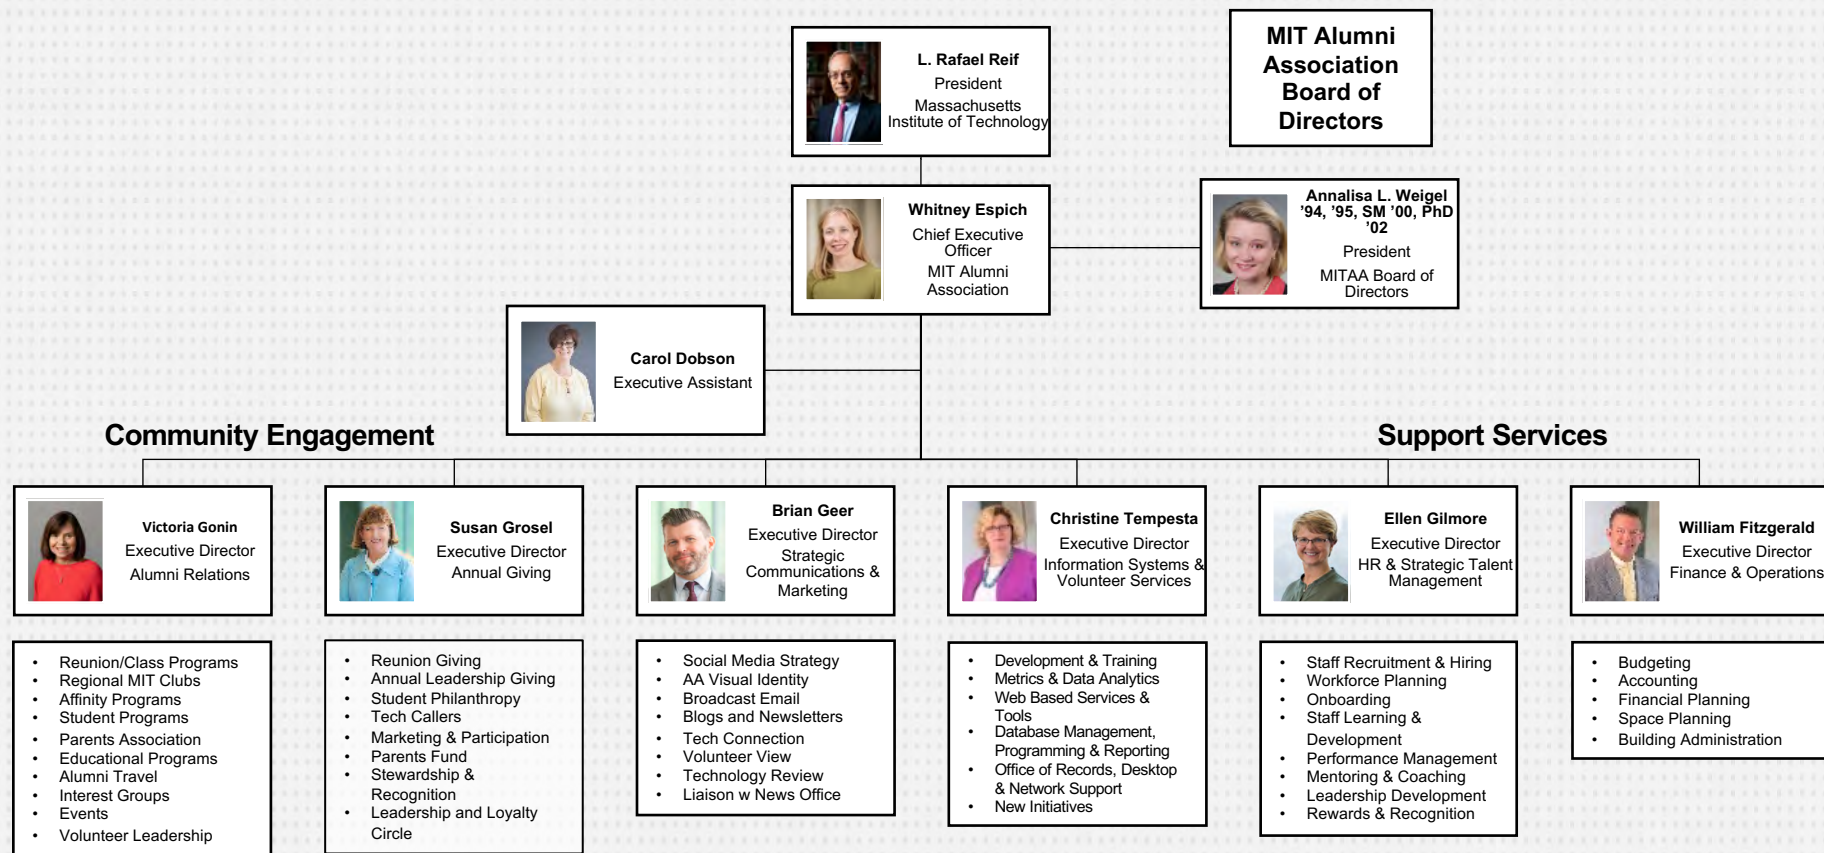 L. Rafael Reif
President
Massachusetts
Institute of Technology
MIT Alumni
Association
Board of
Directors
Whitney Espich
Chief Executive
Officer
MIT Alumni
Association
Annalisa L. Weigel
’94, ’95, SM ’00, PhD
’02
President
MITAA Board of
Directors
Carol Dobson
Executive Assistant
Community Engagement
Support Services
Victoria Gonin
Executive Director
Alumni Relations
Susan Grosel
Executive Director
Annual Giving
Brian Geer
Executive Director
Strategic
Communications &
Marketing
Christine Tempesta
Executive Director
Information Systems &
Volunteer Services
Ellen Gilmore
Executive Director
HR & Strategic Talent
Management
William Fitzgerald
Executive Director
Finance & Operations
• Reunion/Class Programs
• Regional MIT Clubs
• Affinity Programs
• Student Programs
• Parents Association
• Educational Programs
• Alumni Travel
• Interest Groups
• Events
• Volunteer Leadership
• Reunion Giving
• Annual Leadership Giving
• Student Philanthropy
• Tech Callers
• Marketing & Participation
• Parents Fund
• Stewardship &
Recognition
• Leadership and Loyalty
Circle
• Social Media Strategy
• AA Visual Identity
• Broadcast Email
• Blogs and Newsletters
• Tech Connection
• Volunteer View
• Technology Review
• Liaison w News Office
• Development & Training
• Metrics & Data Analytics
• Web Based Services &
Tools
• Database Management,
Programming & Reporting
• Office of Records, Desktop
& Network Support
• New Initiatives
• Staff Recruitment & Hiring
• Workforce Planning
• Onboarding
• Staff Learning &
Development
• Performance Management
• Mentoring & Coaching
• Leadership Development
• Rewards & Recognition
• Budgeting
• Accounting
• Financial Planning
• Space Planning
• Building Administration